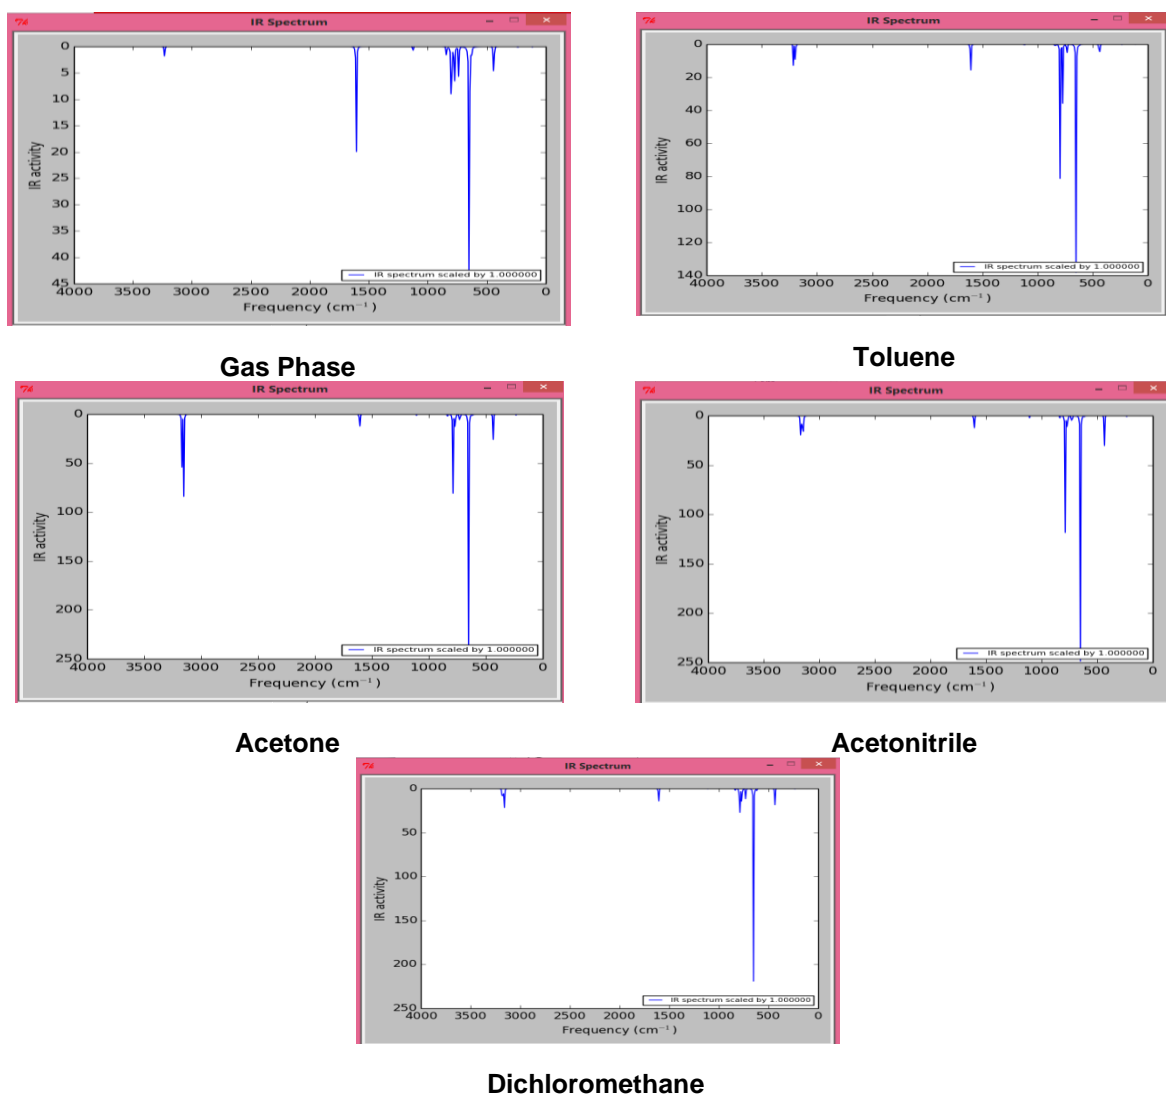 IR Spectrum
0
5
10
15
20
25
30
35
40
45
IR activity
IR spectrum scaled by 1.000000
4000 3500 3000 2500 2000 1500 1000 500 0
Frequency (cm⁻¹)
Gas Phase
IR Spectrum
0
20
40
60
80
100
120
140
IR activity
IR spectrum scaled by 1.000000
4000 3500 3000 2500 2000 1500 1000 500 0
Frequency (cm⁻¹)
Toluene
IR Spectrum
0
50
100
150
200
250
IR activity
IR spectrum scaled by 1.000000
4000 3500 3000 2500 2000 1500 1000 500 0
Frequency (cm⁻¹)
Acetone
IR Spectrum
0
50
100
150
200
250
IR activity
IR spectrum scaled by 1.000000
4000 3500 3000 2500 2000 1500 1000 500 0
Frequency (cm⁻¹)
Acetonitrile
IR Spectrum
0
50
100
150
200
250
IR activity
IR spectrum scaled by 1.000000
4000 3500 3000 2500 2000 1500 1000 500 0
Frequency (cm⁻¹)
Dichloromethane